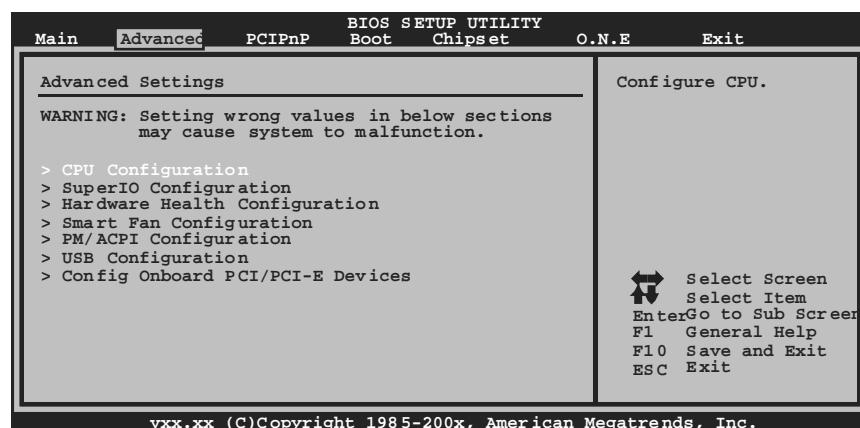 BIOS SETUP UTILITY
Main Advanced PCIPnP Boot Chipset O.N.E Exit
Advanced Settings
WARNING: Setting wrong values in below sections
may cause system to malfunction.
> CPU Configuration
> SuperIO Configuration
> Hardware Health Configuration
> Smart Fan Configuration
> PM/ACPI Configuration
> USB Configuration
> Config Onboard PCI/PCI-E Devices
Configure CPU.
Select Screen
Select Item
Enter Go to Sub Screen
F1 General Help
F10 Save and Exit
ESC Exit
vxx.xx (C)Copyright 1985-200x, American Megatrends, Inc.